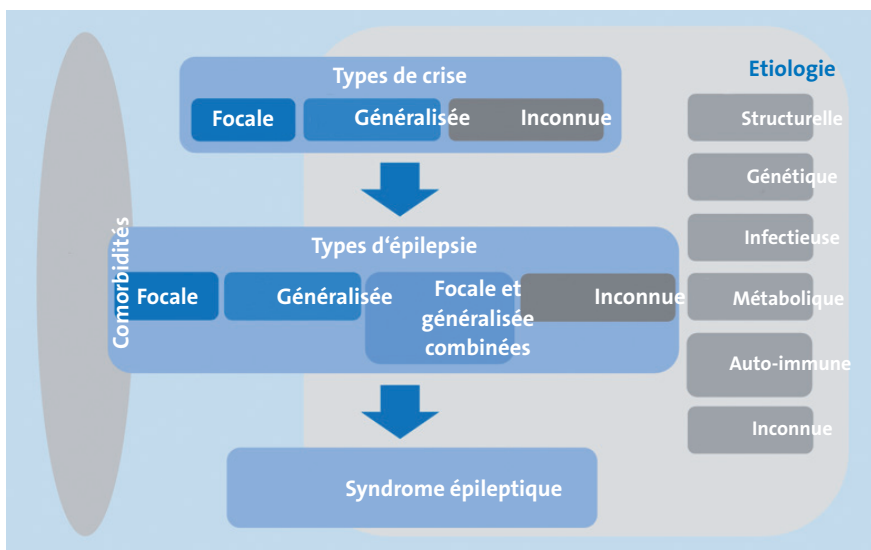 Types de crise
Etiologie
Focale
Généralisée
Inconnue
Structurelle
Génétique
Comorbidités
Types d‘épilepsie
Infectieuse
Focale
Généralisée
Focale et
généralisée
combinées
Inconnue
Métabolique
Auto-immune
Inconnue
Syndrome épileptique